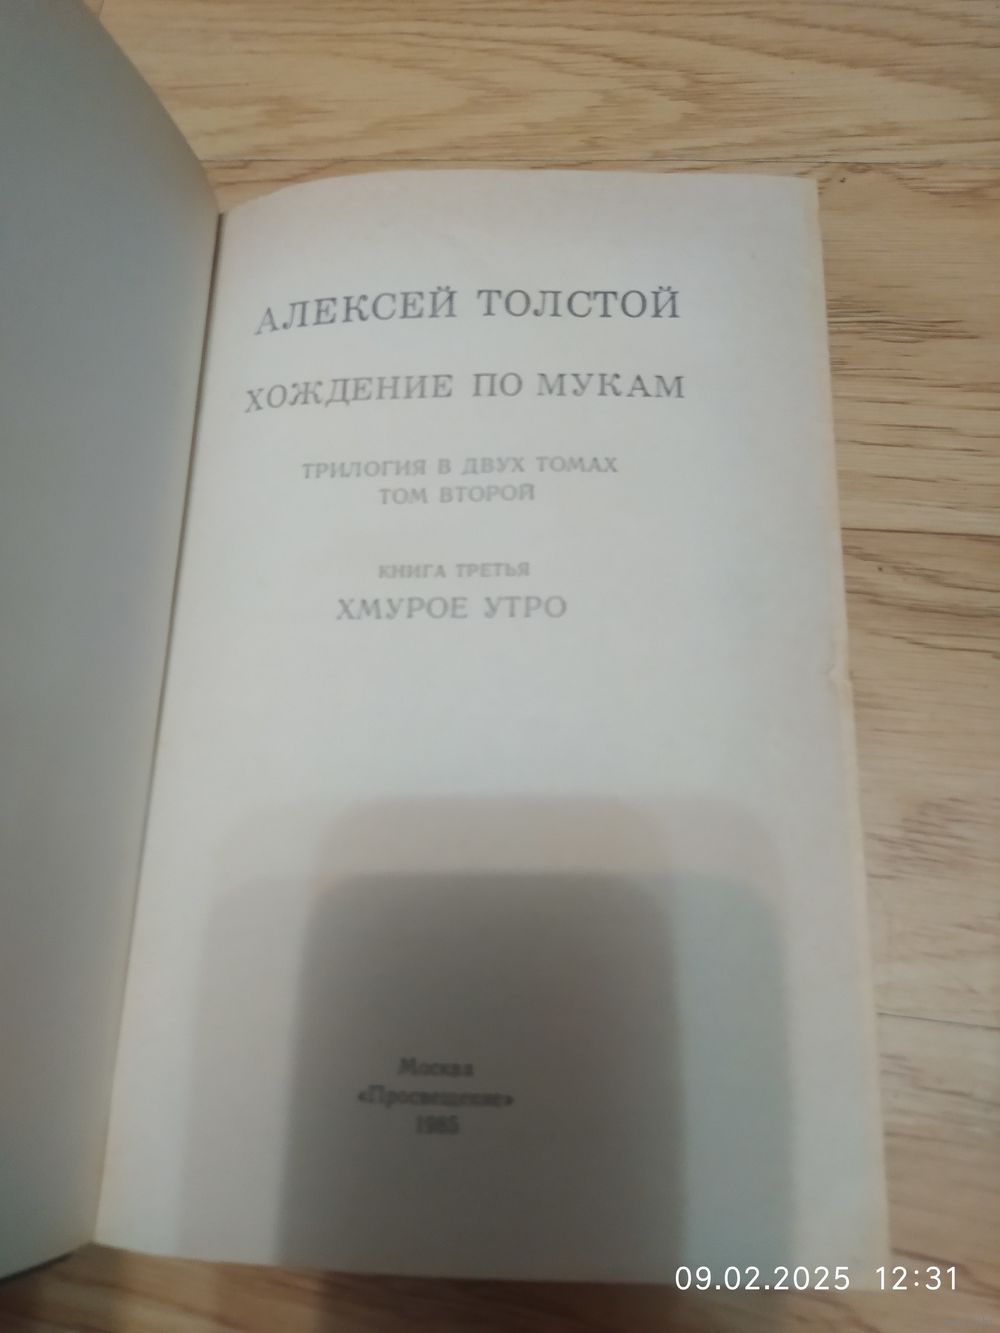 АЛЕКСЕЙ ТОЛСТОЙ
ХОЖДЕНИЕ ПО МУКАМ
ТРИЛОГИЯ В ДВУХ ТОМАХ
ТОМ ВТОРОЙ
КНИГА ТРЕТЬЯ
ХМУРОЕ УТРО
Москва
«Просвещение»
1985
09.02.2025 12:31